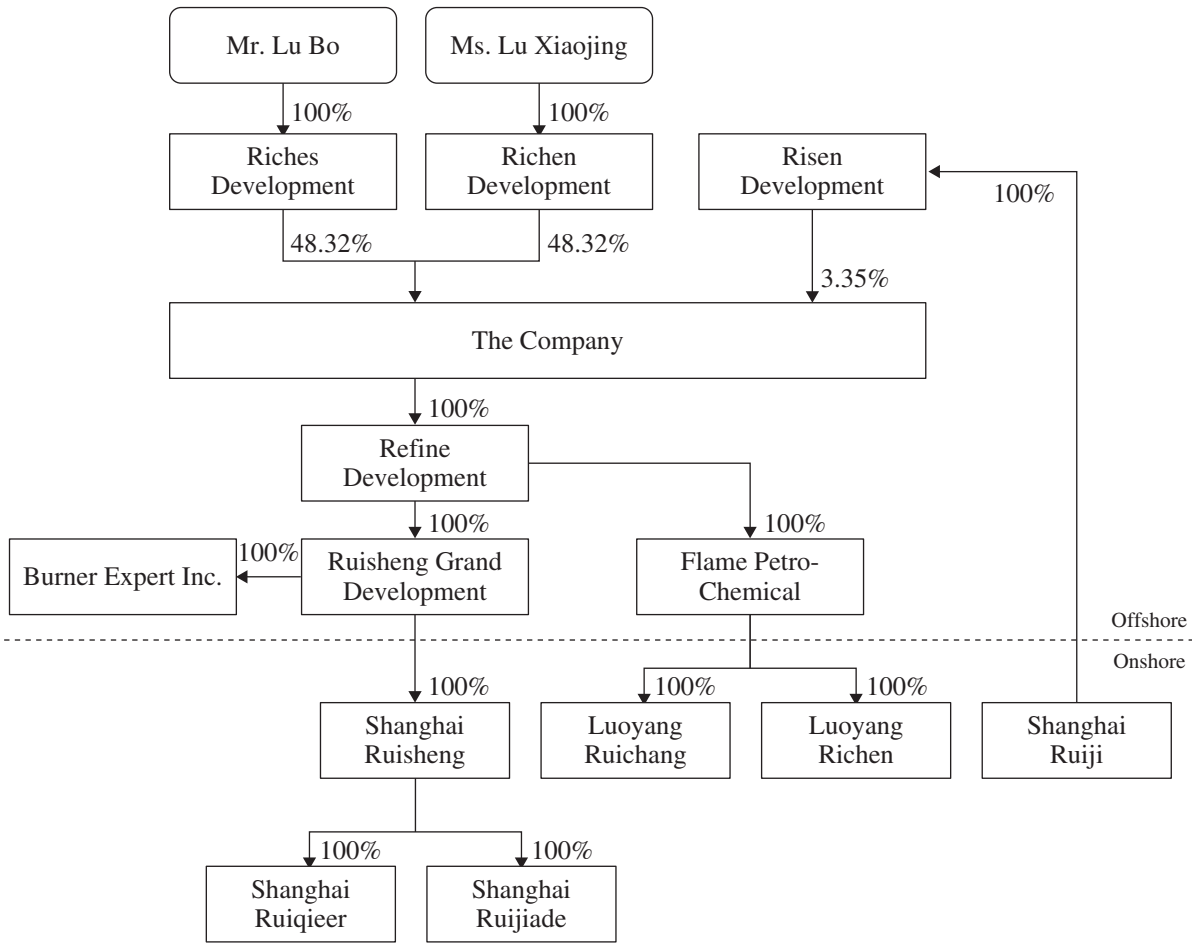 Mr. Lu Bo
Ms. Lu Xiaojing
100%
100%
Riches
Development
Richen
Development
Risen
Development
100%
48.32%
48.32%
3.35%
The Company
100%
Refine
Development
100%
100%
Burner Expert Inc.
100%
Ruisheng Grand
Development
Flame Petro-
Chemical
Offshore
Onshore
100%
100%
100%
Shanghai
Ruisheng
Luoyang
Ruichang
Luoyang
Richen
Shanghai
Ruiji
100%
100%
Shanghai
Ruiqieer
Shanghai
Ruijiade